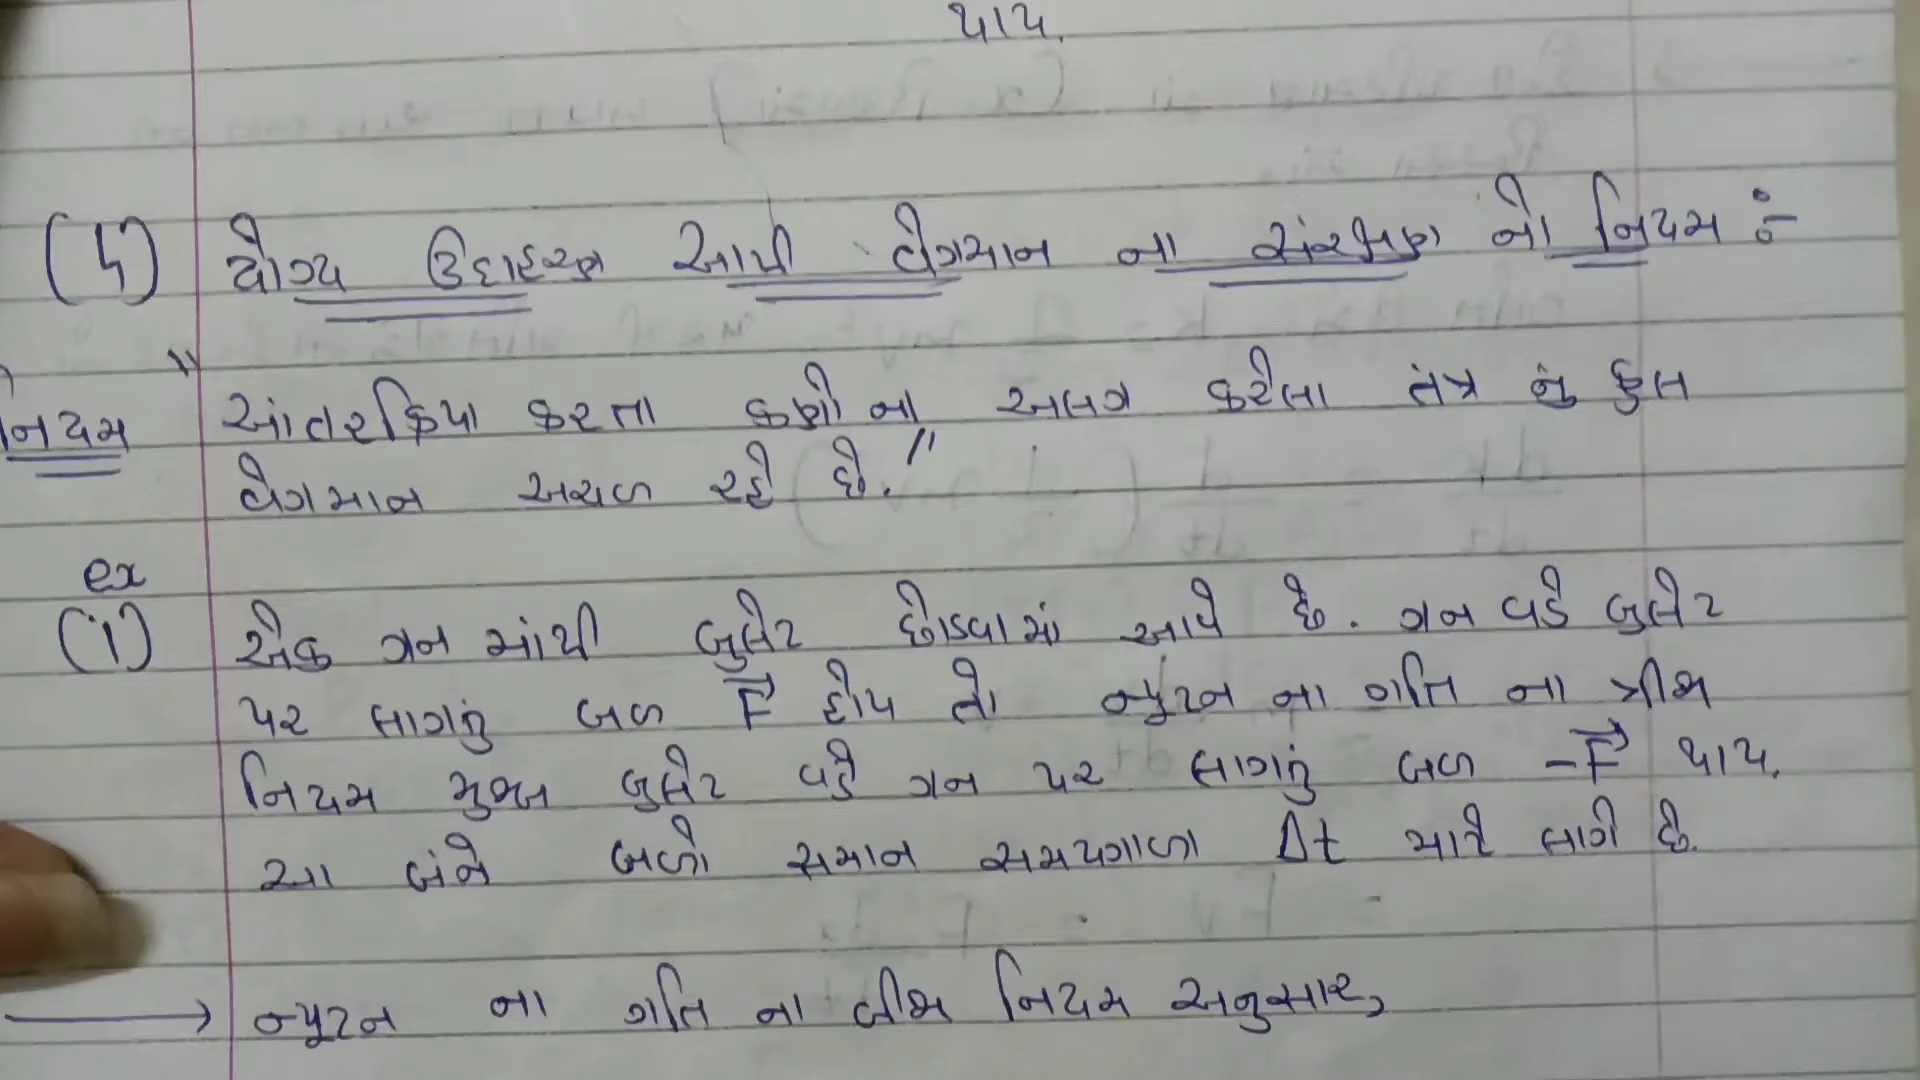 થાય.
(5) યોગ્ય ઉદાહરણ આપી વેગમાન ના સંરક્ષણ નો નિયમ :-
નિયમ " આંતરક્રિયા કરતા કણો ના અલગ કરેલા તંત્ર નું કુલ
વેગમાન અચળ રહે છે."
ex
(1) એક ગન માંથી બુલેટ છોડવામાં આવે છે. ગન વડે બુલેટ
પર લાગતું બળ F⃗ હોય તો ન્યુટન ના ગતિ ના ત્રીજા
નિયમ મુજબ બુલેટ વડે ગન પર લાગતું બળ -F⃗ થાય.
આ બંને બળો સમાન સમયગાળા Δt માટે લાગે છે.
→ ન્યુટન ના ગતિ ના બીજા નિયમ અનુસાર,